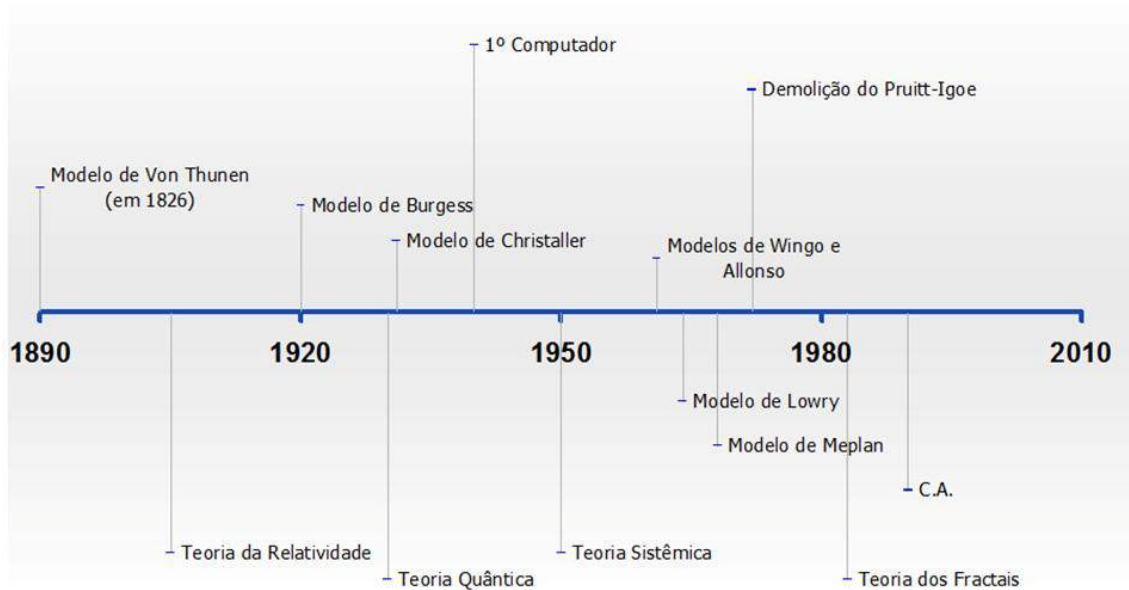 1º Computador
Demolição do Pruitt-Igoe
Modelo de Von Thunen
(em 1826)
Modelo de Burgess
Modelo de Christaller
Modelos de Wingo e
Allonso
1890
1920
1950
1980
2010
Modelo de Lowry
Modelo de Meplan
C.A.
Teoria da Relatividade
Teoria Sistêmica
Teoria Quântica
Teoria dos Fractais